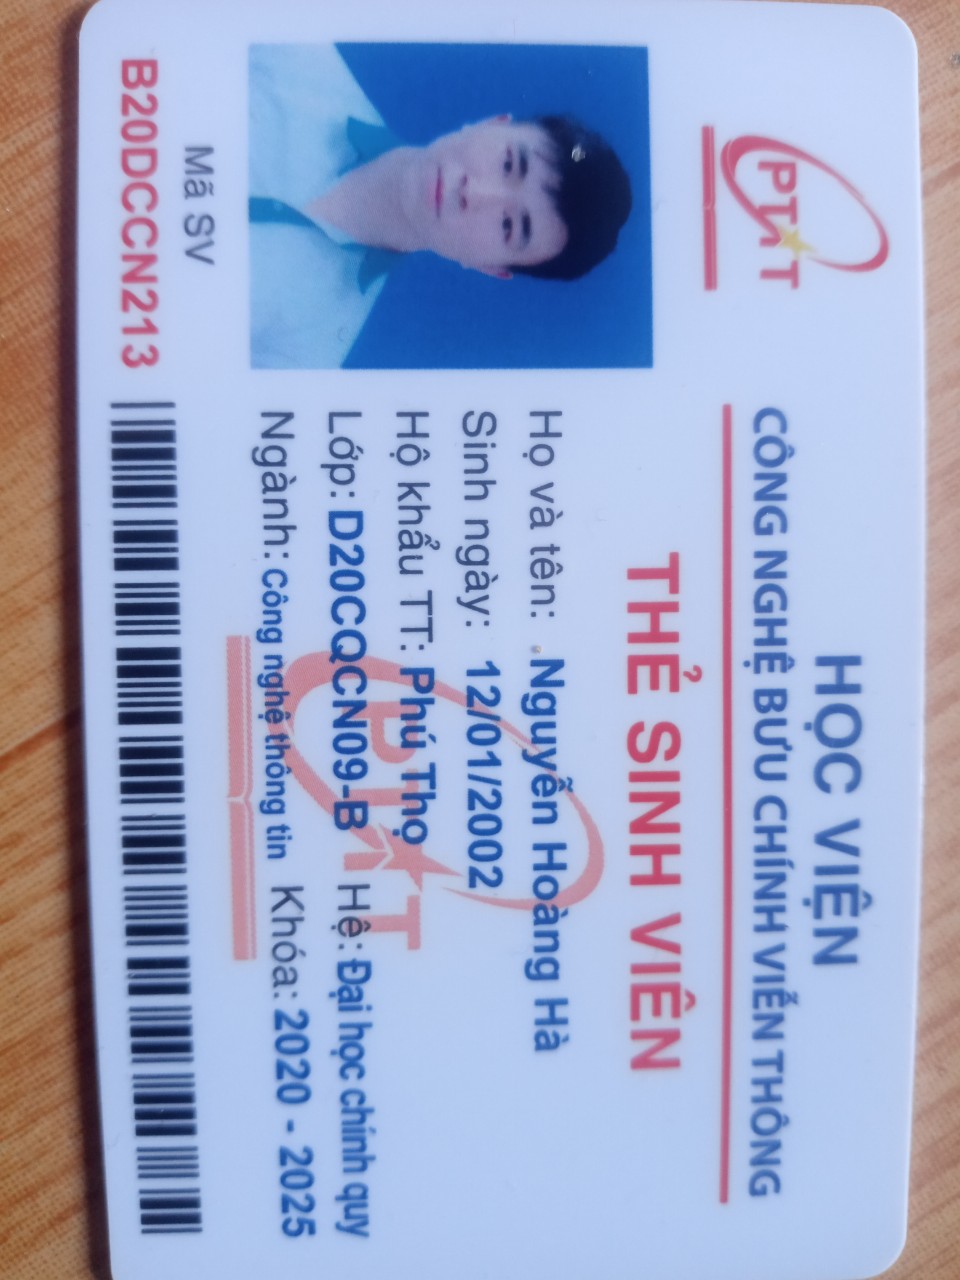 PTIT
HỌC VIỆN
CÔNG NGHỆ BƯU CHÍNH VIỄN THÔNG
THẺ SINH VIÊN
Họ và tên: Nguyễn Hoàng Hà
Sinh ngày: 12/01/2002
Hộ khẩu TT: Phú Thọ
PTIT
Lớp: D20CQCN09-B Hệ: Đại học chính quy
Ngành: Công nghệ thông tin Khóa: 2020 - 2025
Mã SV
B20DCCN213